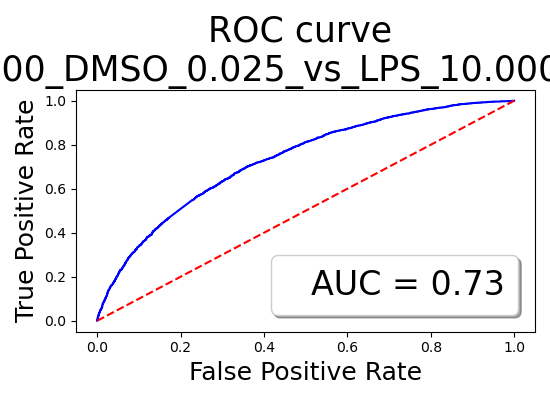 ROC curve
00_DMSO_0.025_vs_LPS_10.000
True Positive Rate
1.0
0.8
0.6
0.4
0.2
0.0
AUC = 0.73
0.0 0.2 0.4 0.6 0.8 1.0
False Positive Rate